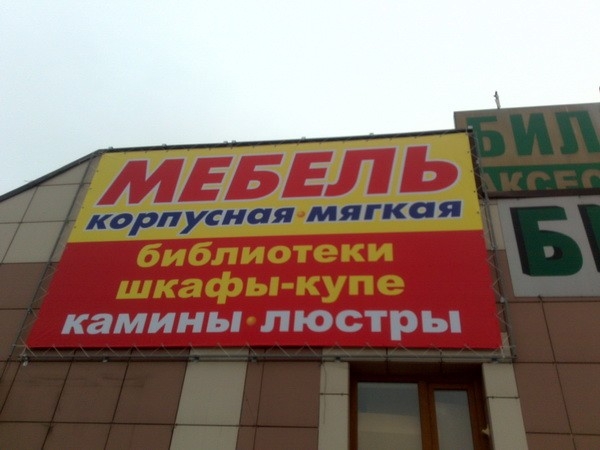 МЕБЕЛЬ
корпусная·мягкая
библиотеки
шкафы-купе
камины·люстры